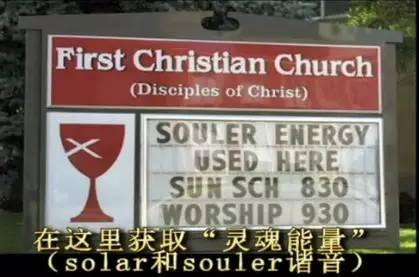 First Christian Church
(Disciples of Christ)
SOULER ENERGY
USED HERE
SUN SCH 830
WORSHIP 930
在这里获取“灵魂能量”
(solar和souler谐音)